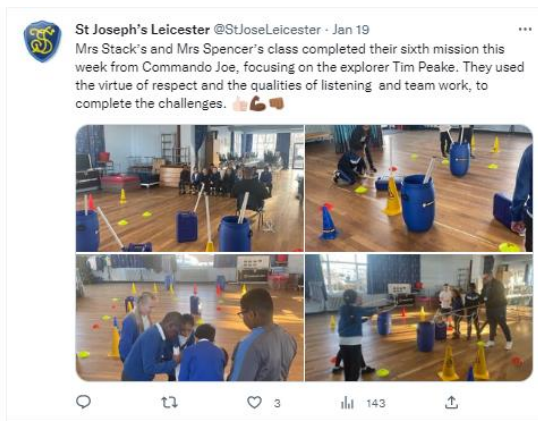 St Joseph's Leicester @StJoseLeicester · Jan 19
Mrs Stack's and Mrs Spencer's class completed their sixth mission this
week from Commando Joe, focusing on the explorer Tim Peake. They used
the virtue of respect and the qualities of listening and team work, to
complete the challenges. 👍🏻💪🏿👊🏾
3
143